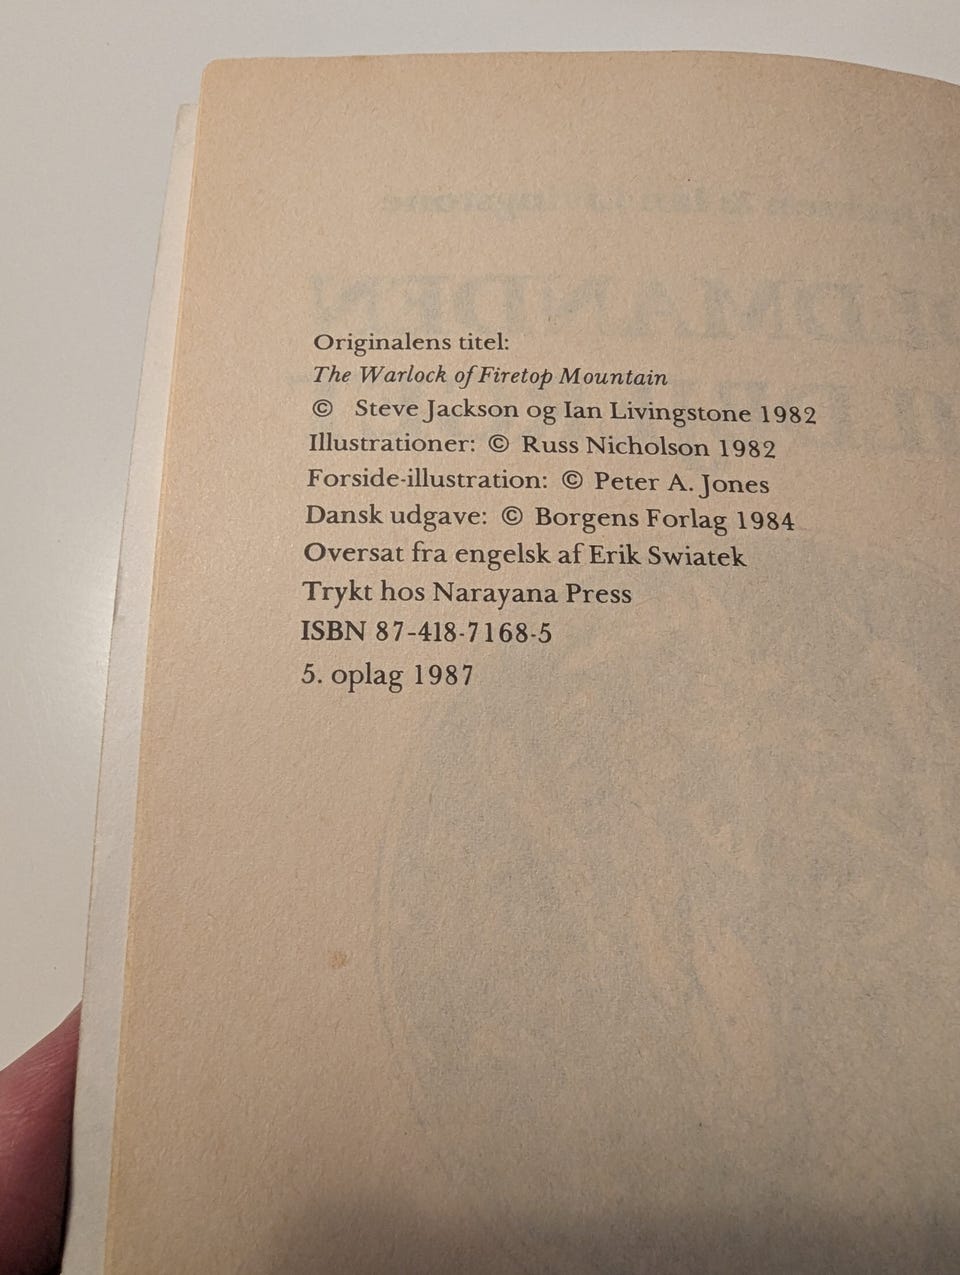 Originalens titel:
The Warlock of Firetop Mountain
© Steve Jackson og Ian Livingstone 1982
Illustrationer: © Russ Nicholson 1982
Forside-illustration: © Peter A. Jones
Dansk udgave: © Borgens Forlag 1984
Oversat fra engelsk af Erik Swiatek
Trykt hos Narayana Press
ISBN 87-418-7168-5
5. oplag 1987